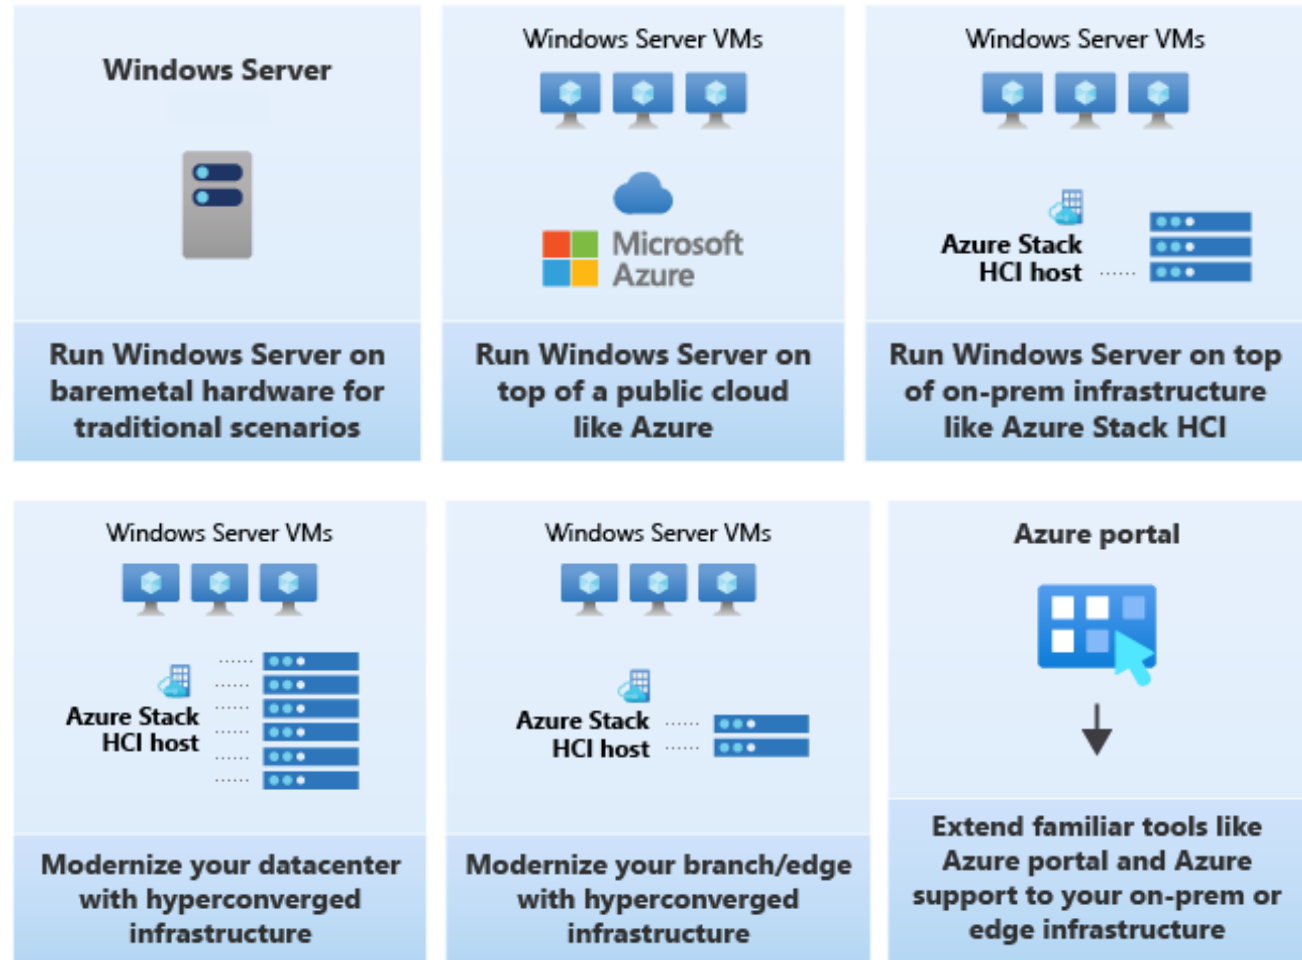 Windows Server
Run Windows Server on
baremetal hardware for
traditional scenarios
Windows Server VMs
Microsoft
Azure
Run Windows Server on
top of a public cloud
like Azure
Windows Server VMs
Azure Stack
HCI host
Run Windows Server on top
of on-prem infrastructure
like Azure Stack HCI
Windows Server VMs
Azure Stack
HCI host
Modernize your datacenter
with hyperconverged
infrastructure
Windows Server VMs
Azure Stack
HCI host
Modernize your branch/edge
with hyperconverged
infrastructure
Azure portal
Extend familiar tools like
Azure portal and Azure
support to your on-prem or
edge infrastructure